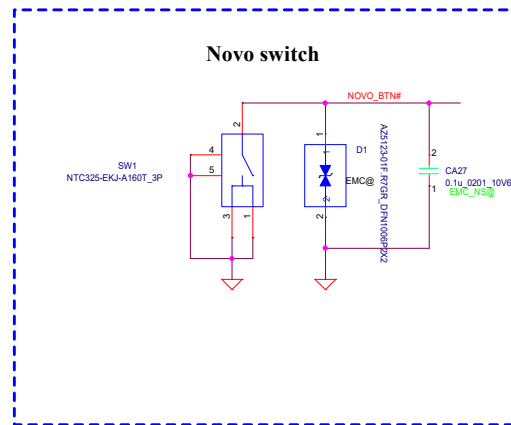 Novo switch
NOVO_BTN#
2
4
5
SW1
NTC325-EKJ-A160T_3P
3
1
1
1
D1
EMC@
2
2
AZ5123-01F.R7GR_DFN1006P2X2
2
CA27
0.1u_0201_10V6
1
EMC_NS@